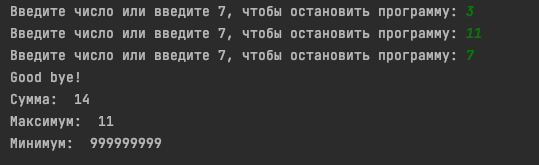 Введите число или введите 7, чтобы остановить программу: 3
Введите число или введите 7, чтобы остановить программу: 11
Введите число или введите 7, чтобы остановить программу: 7
Good bye!
Сумма:  14
Максимум:  11
Минимум:  999999999